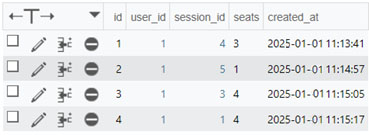 id user_id session_id seats created_at
1 1 4 3 2025-01-01 11:13:41
2 1 5 1 2025-01-01 11:14:57
3 1 3 4 2025-01-01 11:15:05
4 1 1 4 2025-01-01 11:15:17